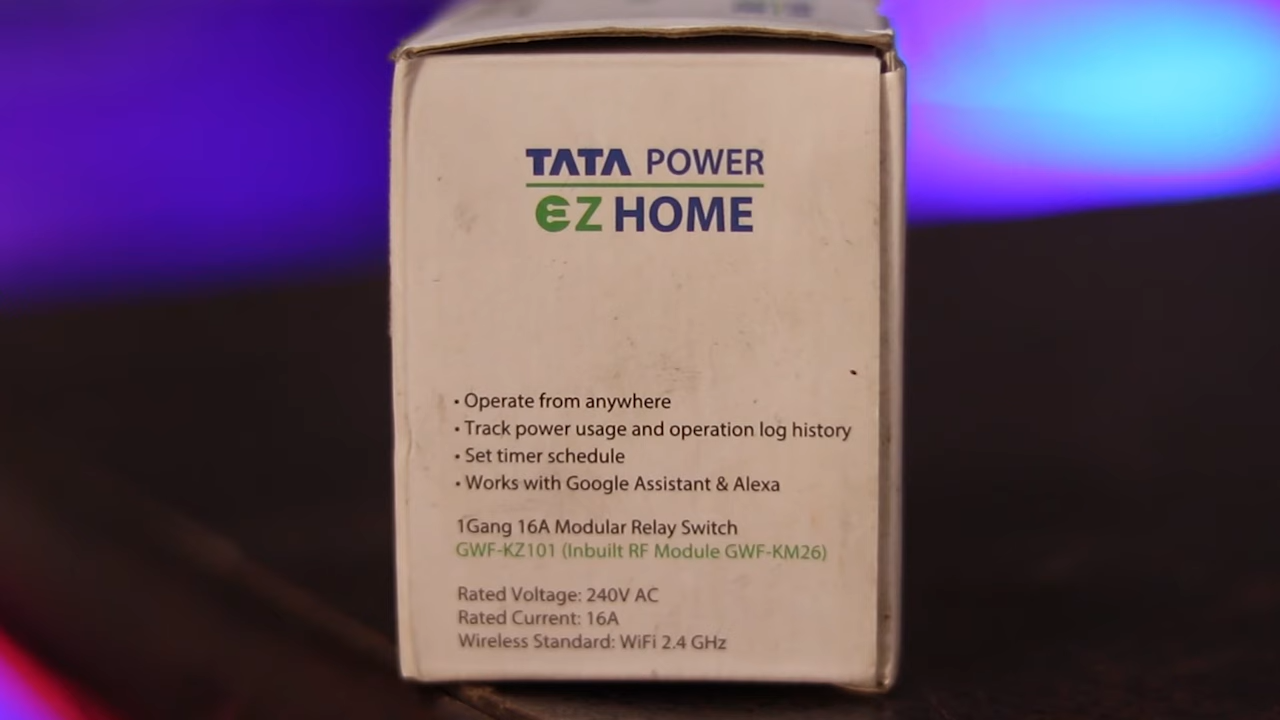 TATA POWER
EZ HOME
• Operate from anywhere
• Track power usage and operation log history
• Set timer schedule
• Works with Google Assistant & Alexa
1Gang 16A Modular Relay Switch
GWF-KZ101 (Inbuilt RF Module GWF-KM26)
Rated Voltage: 240V AC
Rated Current: 16A
Wireless Standard: WiFi 2.4 GHz